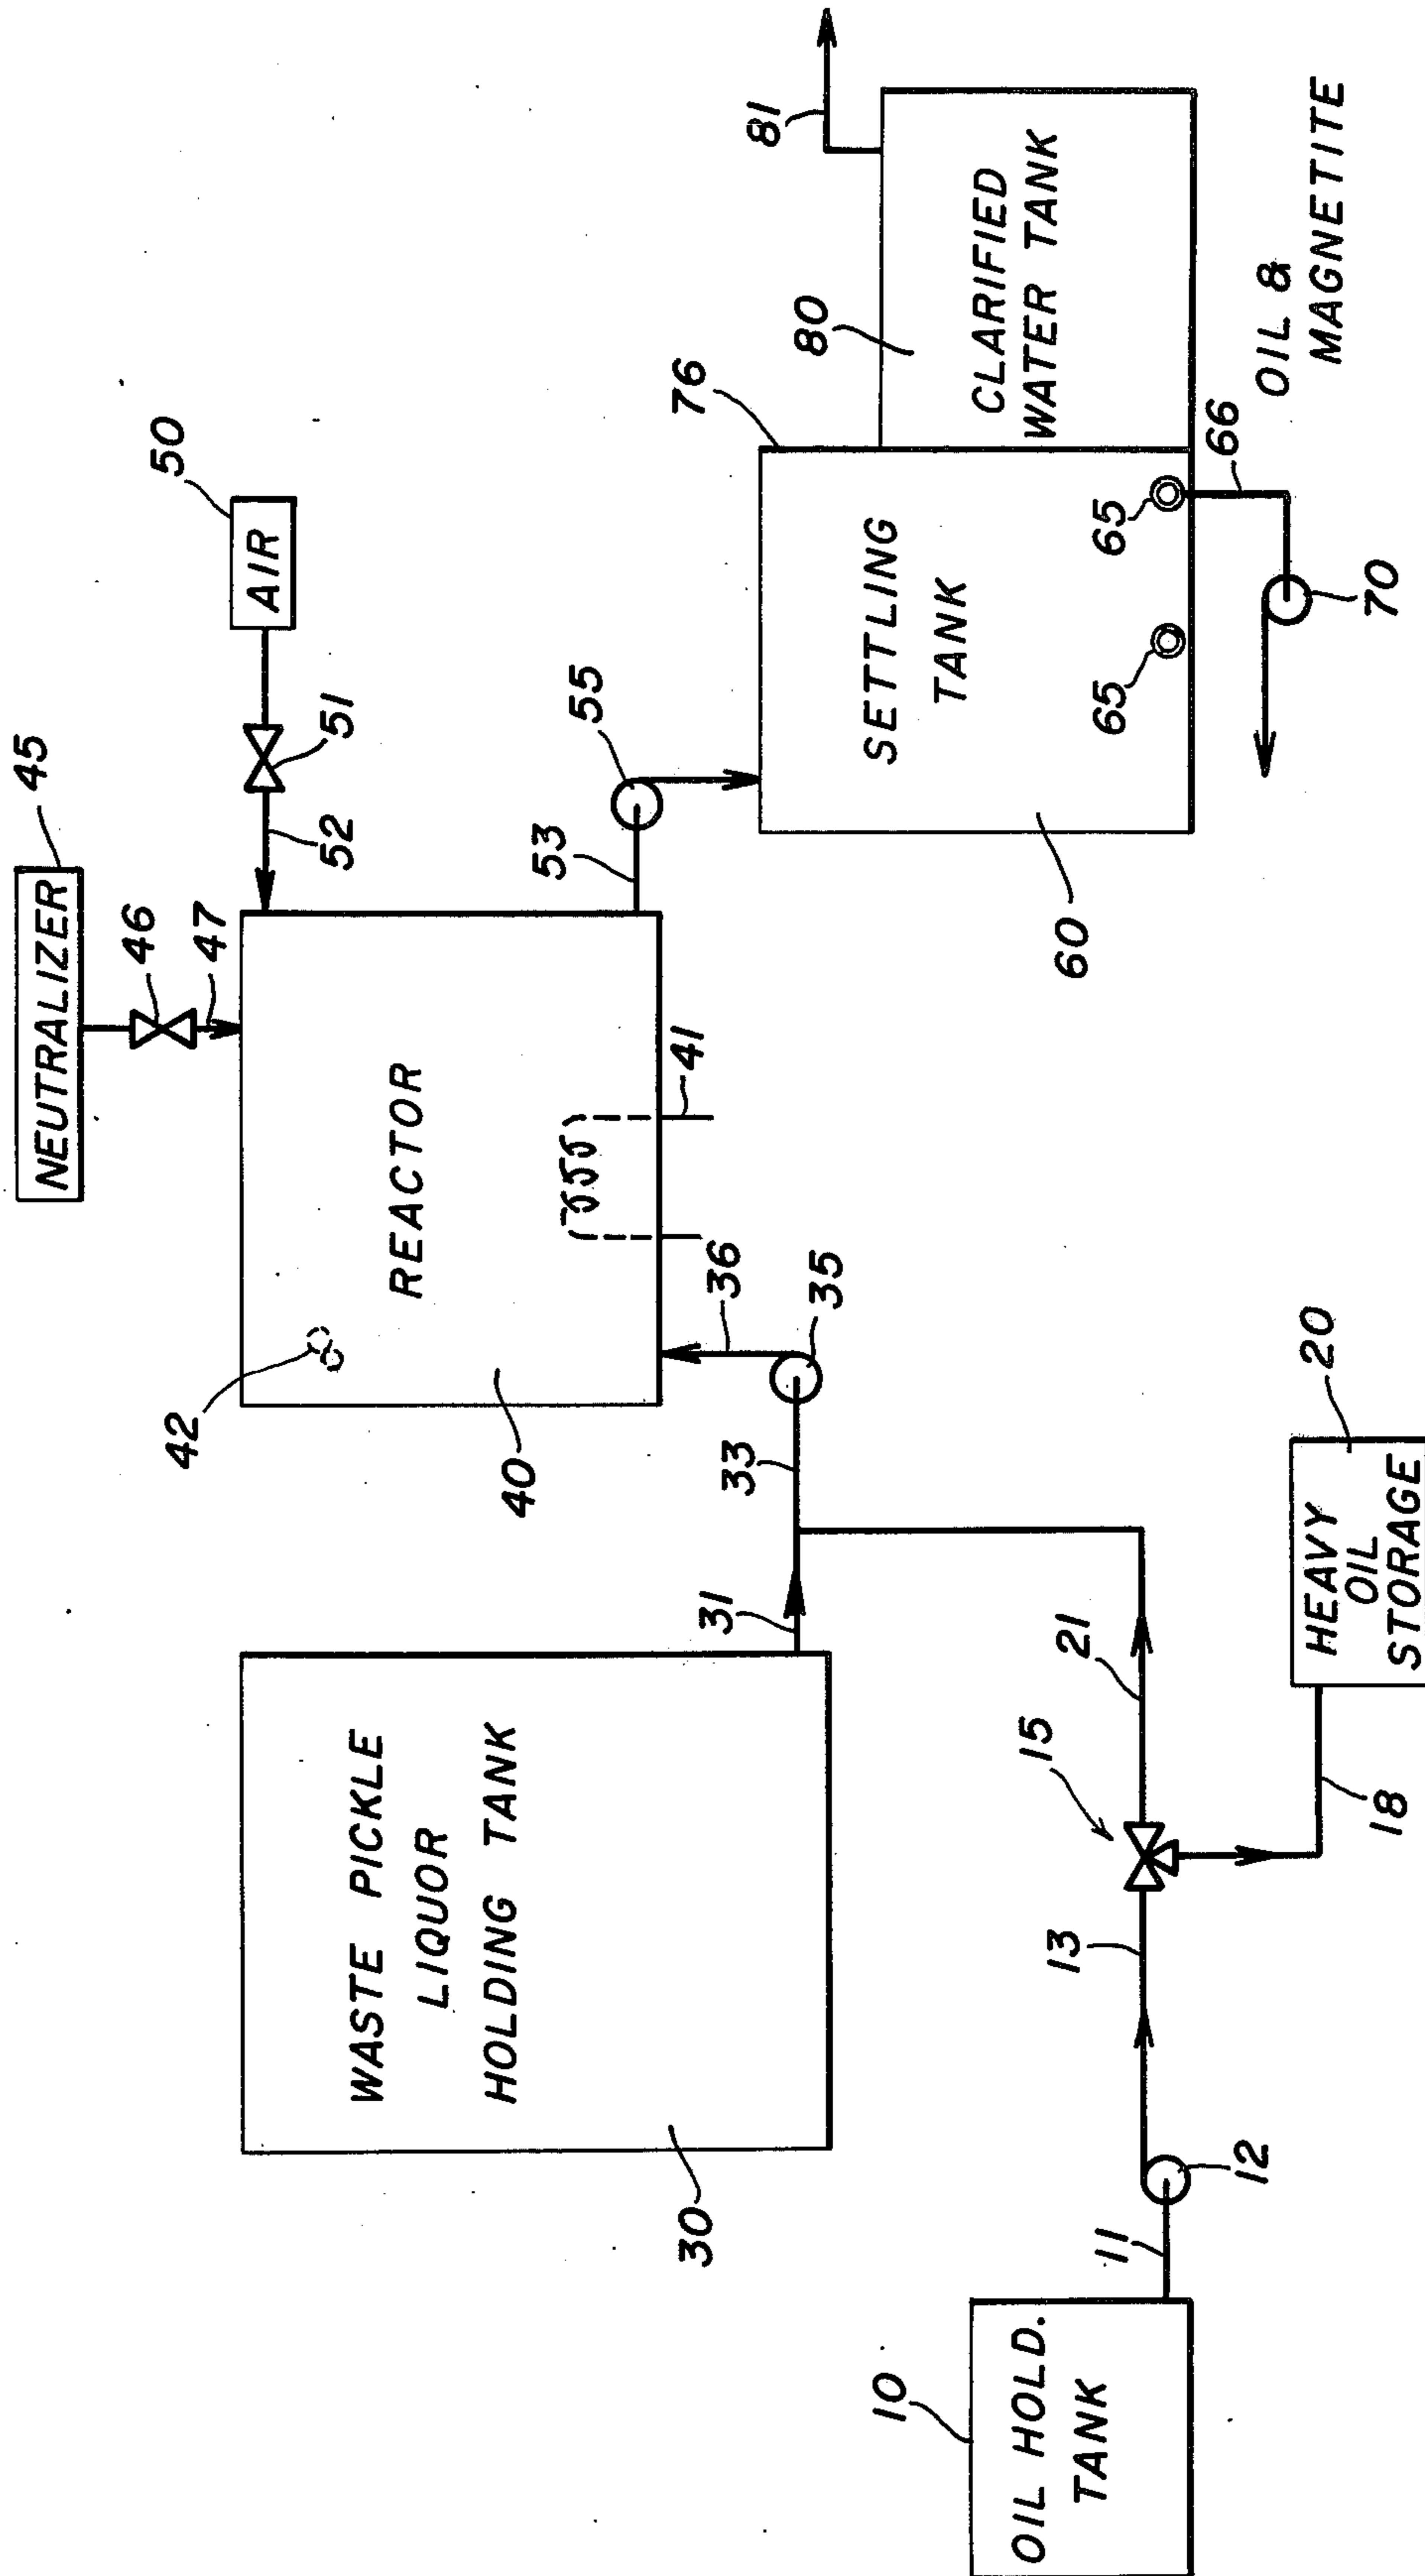 NEUTRALIZER
45
46
47
AIR
50
51
52
REACTOR
42
40
41
53
55
36
35
33
31
WASTE PICKLE
LIQUOR
HOLDING TANK
30
SETTLING
TANK
60
65
65
76
66
70
CLARIFIED
WATER TANK
80
81
OIL &
MAGNETITE
OIL HOLD.
TANK
10
11
12
13
15
21
18
HEAVY
OIL
STORAGE
20